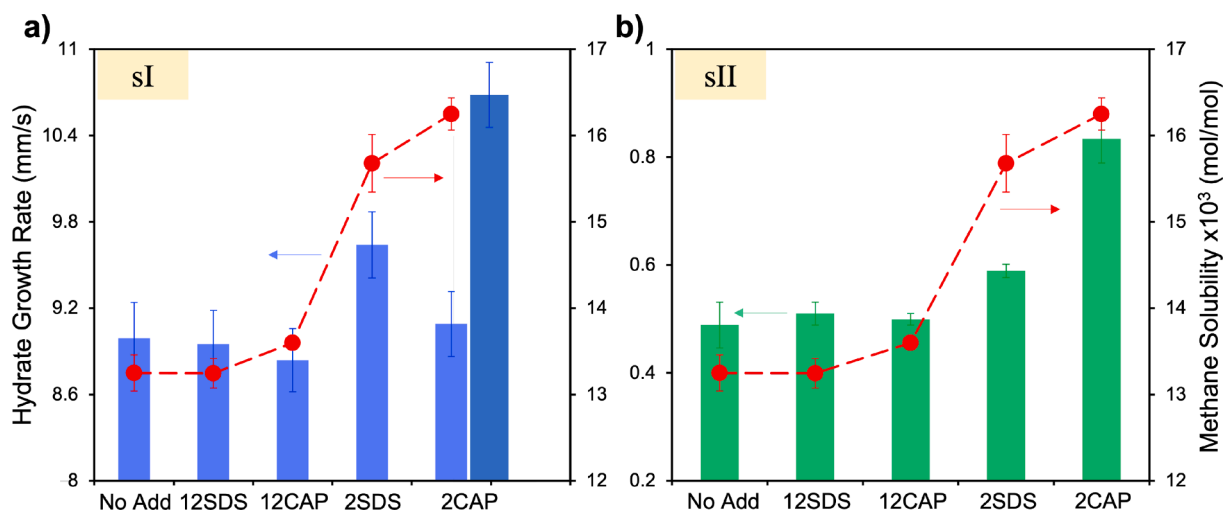 a)
sI
Hydrate Growth Rate (mm/s)
11
10.4
9.8
9.2
8.6
8
17
16
15
14
13
12
No Add 12SDS 12CAP 2SDS 2CAP
b)
sII
1
0.8
0.6
0.4
0.2
17
16
15
14
13
12
Methane Solubility x10³ (mol/mol)
No Add 12SDS 12CAP 2SDS 2CAP